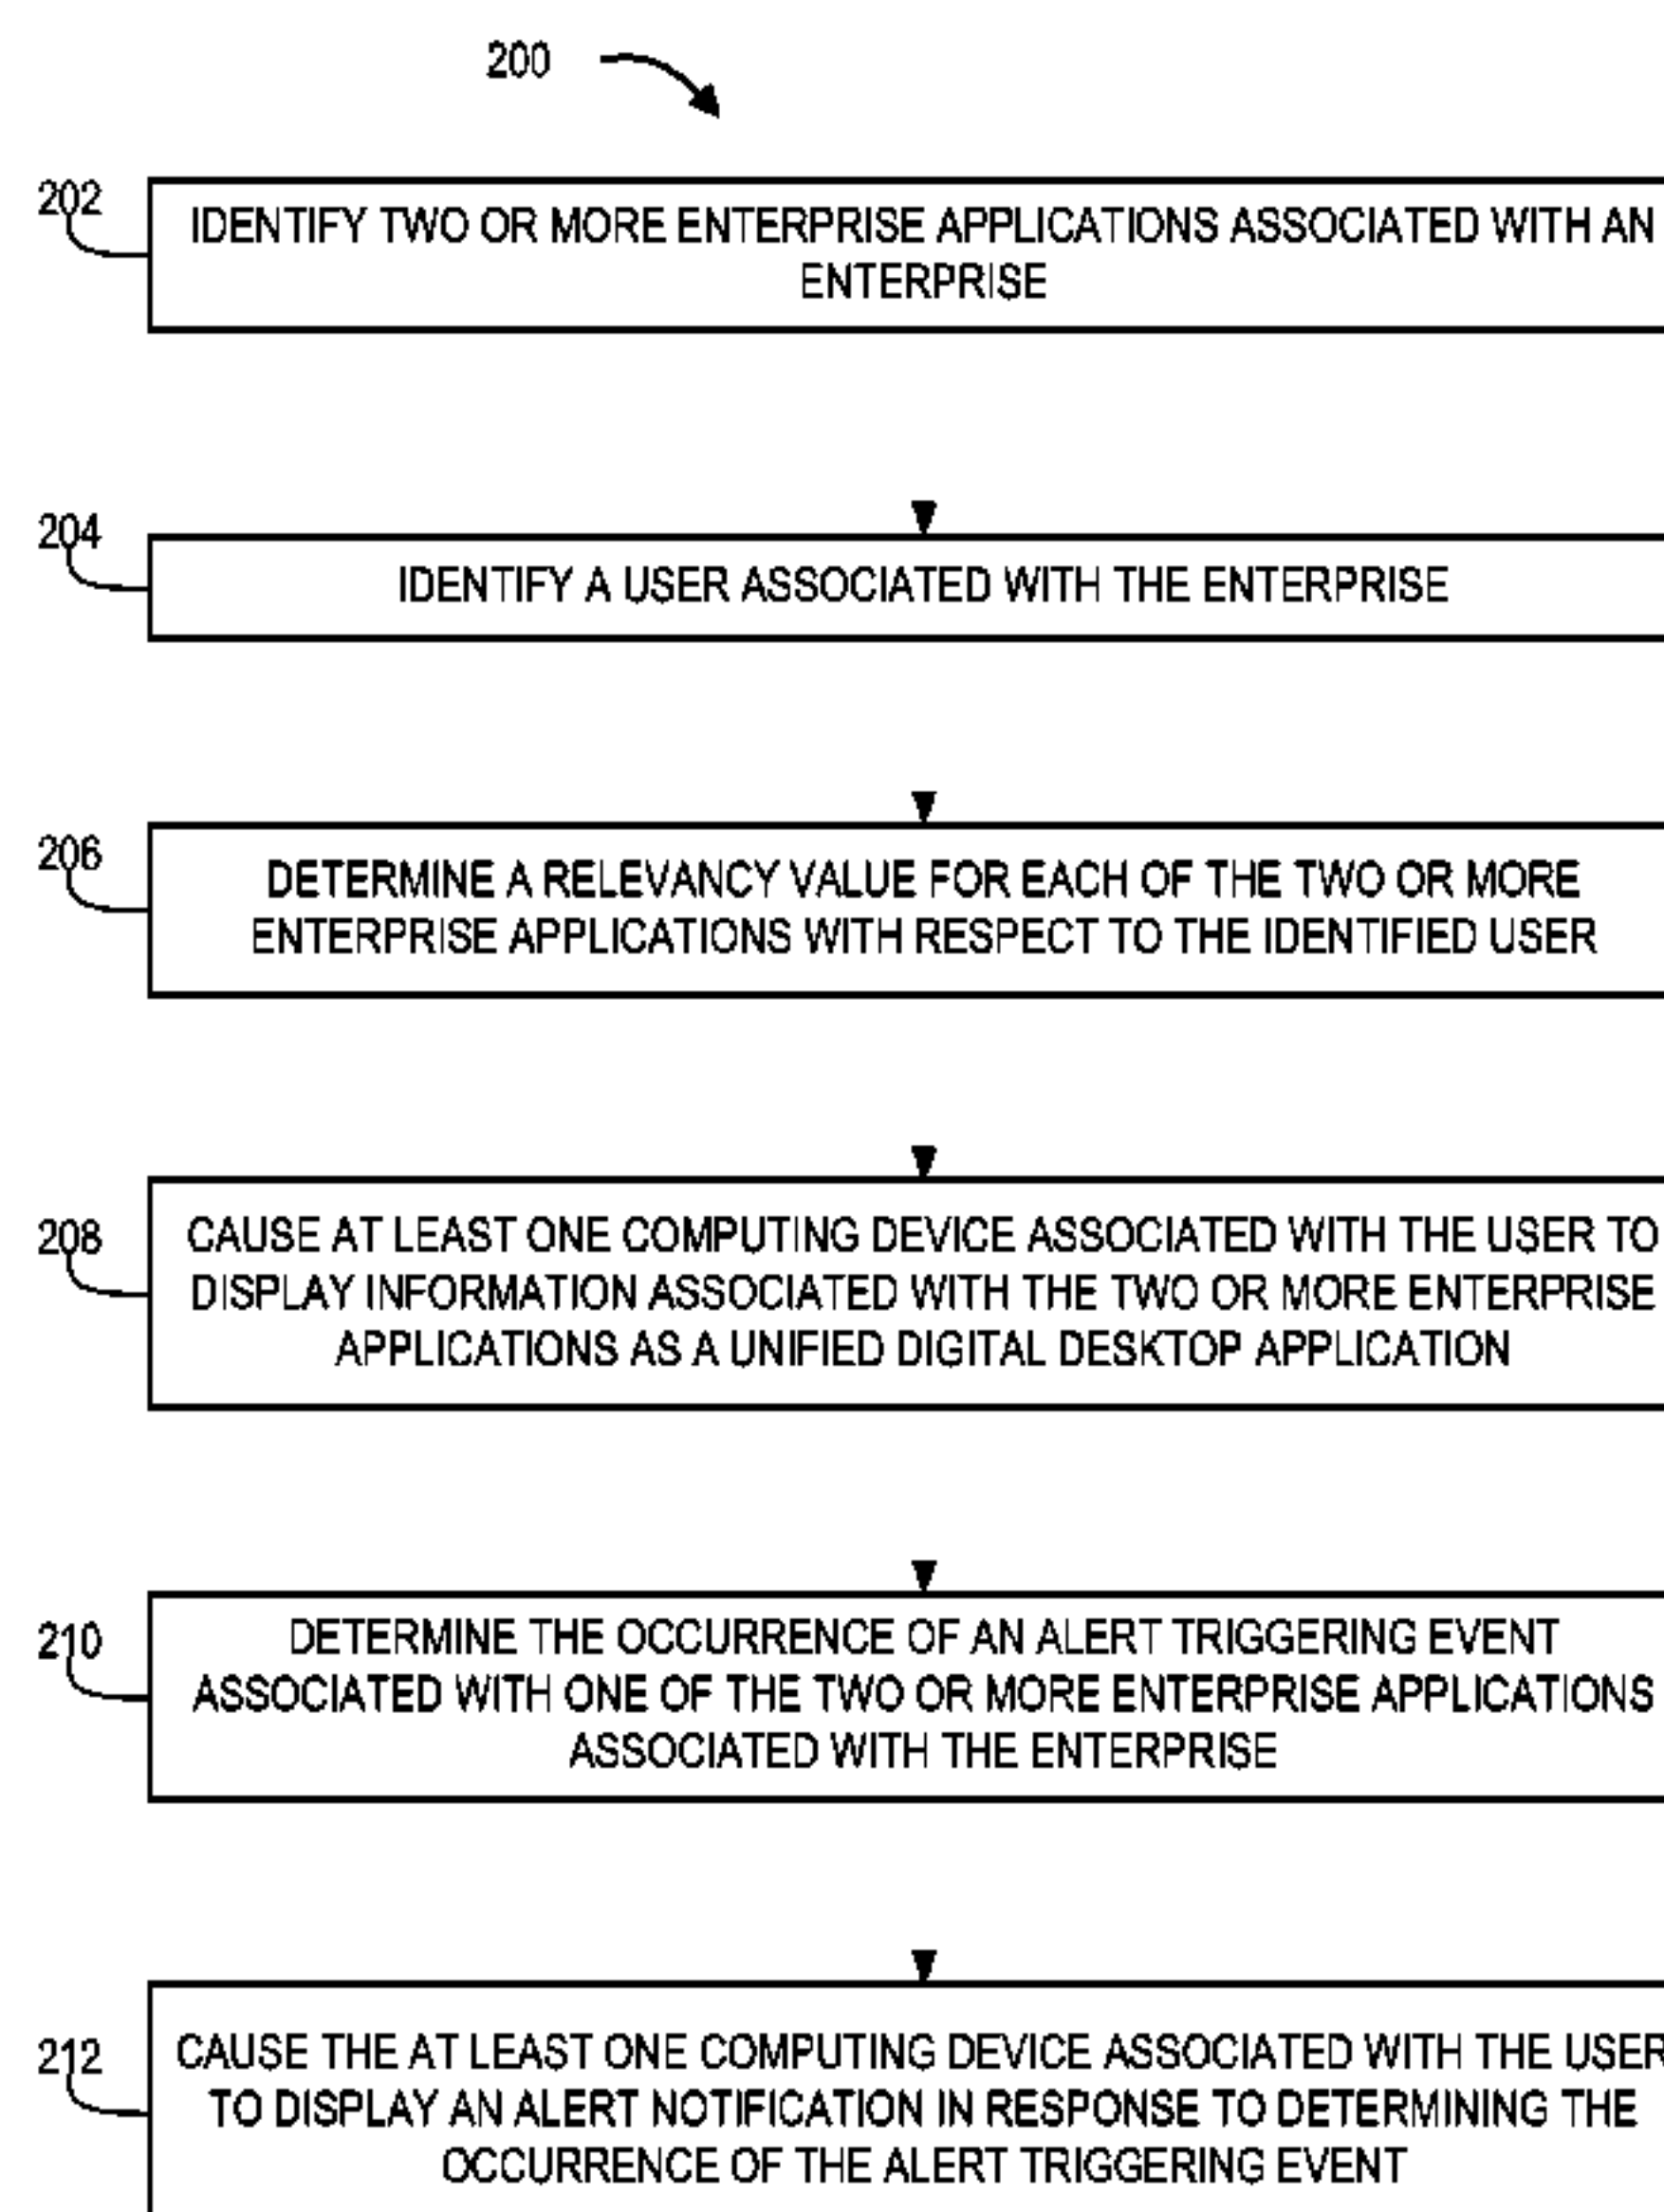 200
202
IDENTIFY TWO OR MORE ENTERPRISE APPLICATIONS ASSOCIATED WITH AN
ENTERPRISE
204
IDENTIFY A USER ASSOCIATED WITH THE ENTERPRISE
206
DETERMINE A RELEVANCY VALUE FOR EACH OF THE TWO OR MORE
ENTERPRISE APPLICATIONS WITH RESPECT TO THE IDENTIFIED USER
208
CAUSE AT LEAST ONE COMPUTING DEVICE ASSOCIATED WITH THE USER TO
DISPLAY INFORMATION ASSOCIATED WITH THE TWO OR MORE ENTERPRISE
APPLICATIONS AS A UNIFIED DIGITAL DESKTOP APPLICATION
210
DETERMINE THE OCCURRENCE OF AN ALERT TRIGGERING EVENT
ASSOCIATED WITH ONE OF THE TWO OR MORE ENTERPRISE APPLICATIONS
ASSOCIATED WITH THE ENTERPRISE
212
CAUSE THE AT LEAST ONE COMPUTING DEVICE ASSOCIATED WITH THE USER
TO DISPLAY AN ALERT NOTIFICATION IN RESPONSE TO DETERMINING THE
OCCURRENCE OF THE ALERT TRIGGERING EVENT